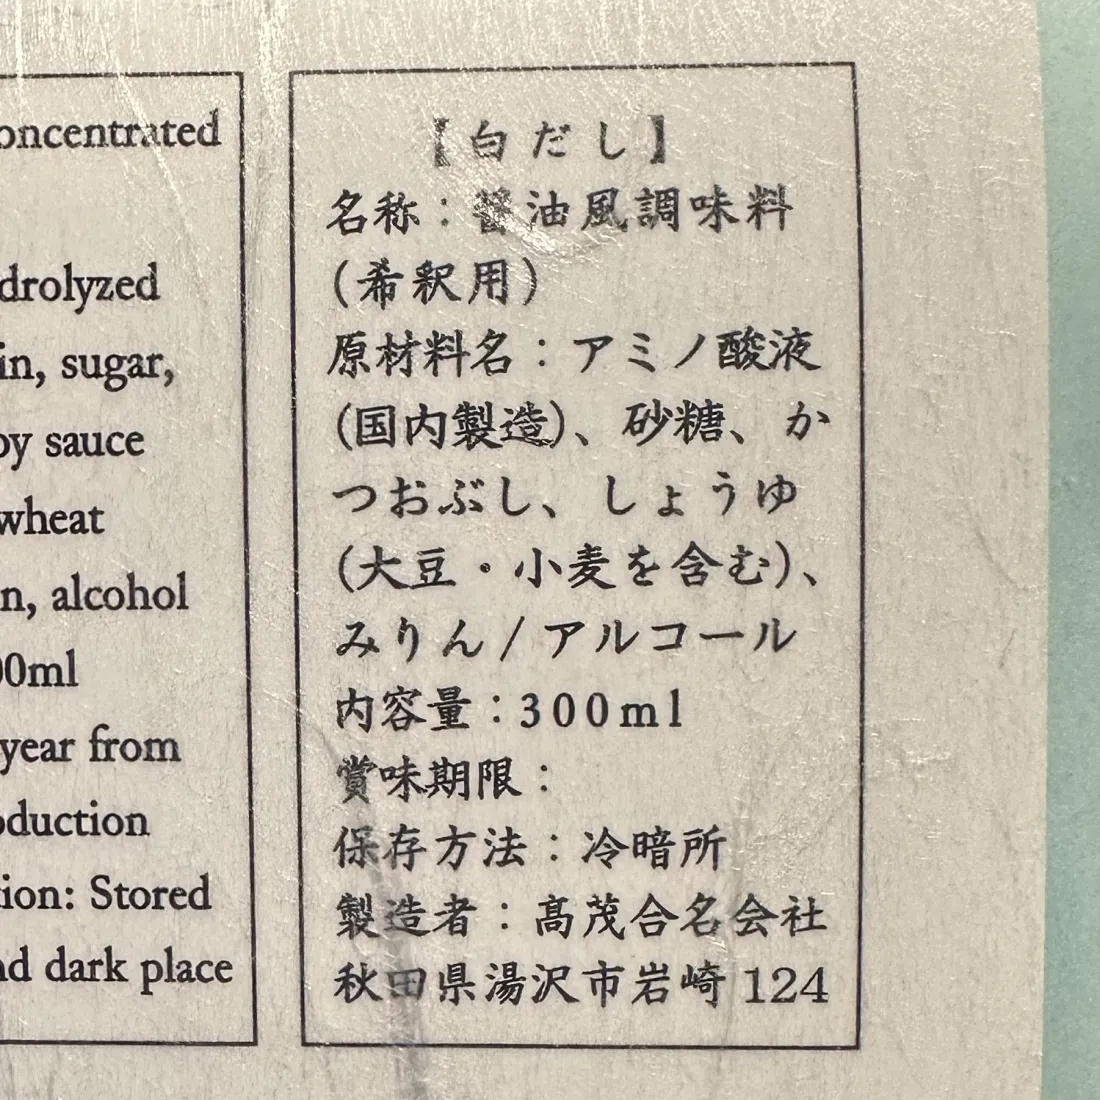 oncentrated
drolyzed
in, sugar,
oy sauce
wheat
n, alcohol
00ml
year from
oduction
ion: Stored
nd dark place
【白だし】
名称：醤油風調味料
(希釈用)
原材料名：アミノ酸液
(国内製造)、砂糖、か
つおぶし、しょうゆ
(大豆・小麦を含む)、
みりん/アルコール
内容量：300ml
賞味期限：
保存方法：冷暗所
製造者：髙茂合名会社
秋田県湯沢市岩崎124